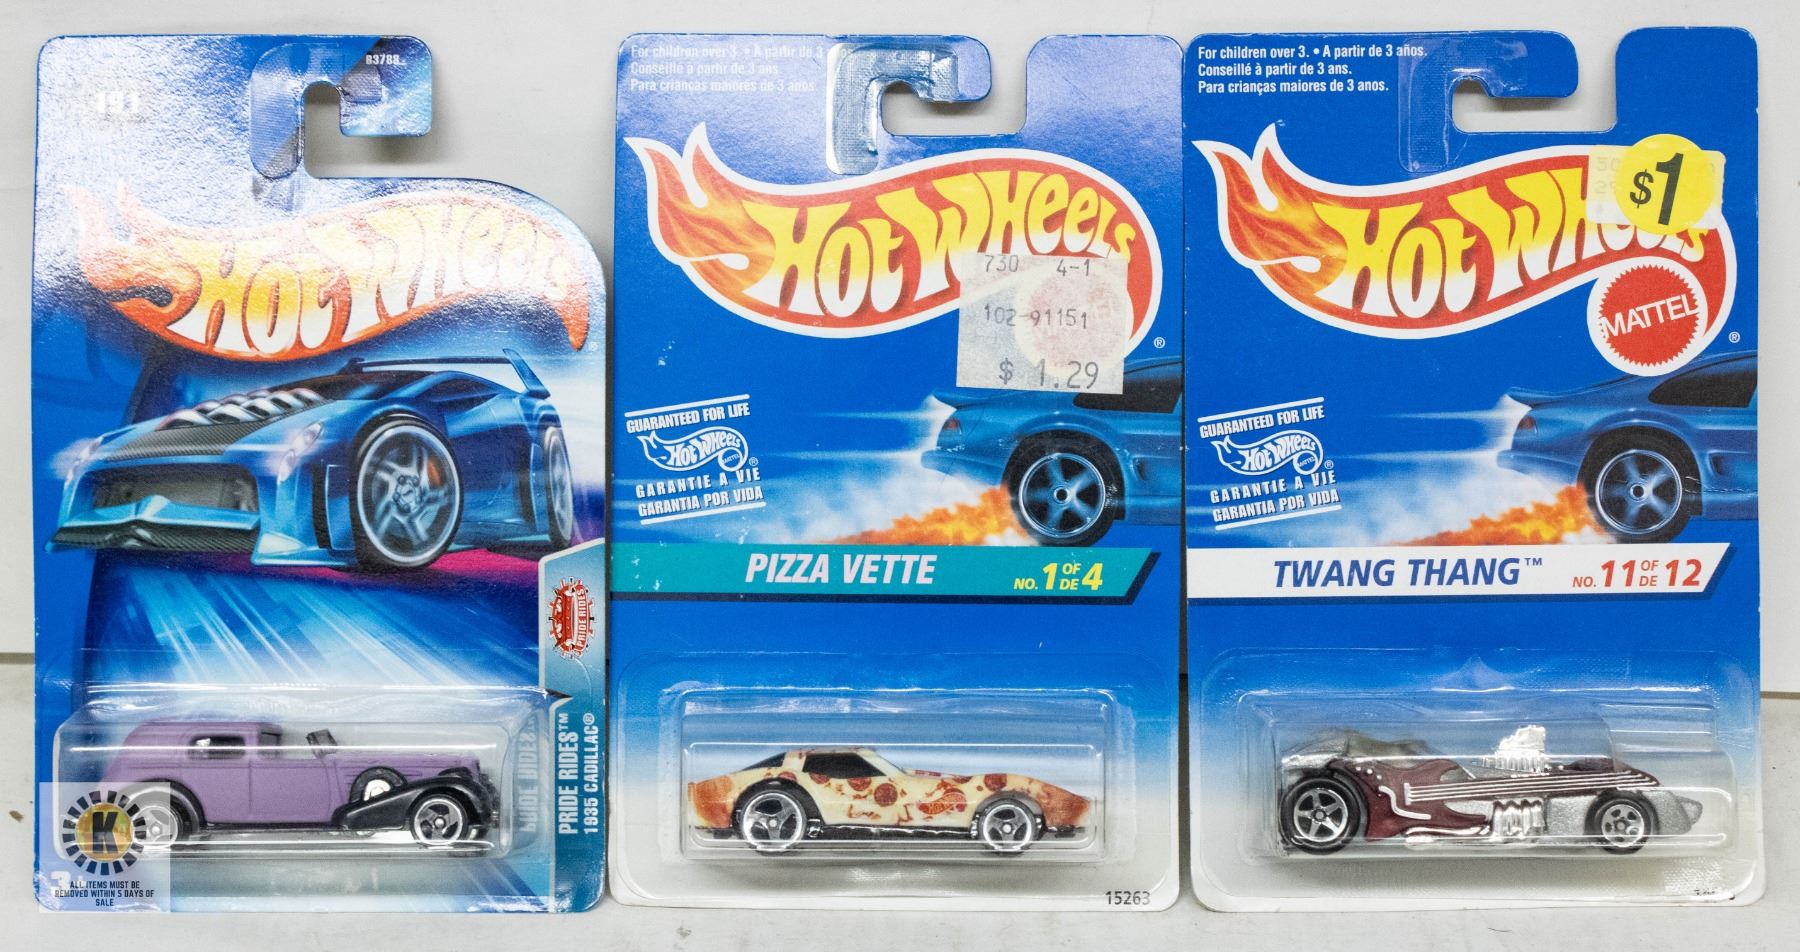 B3788
191
HOT WHEELS
®
PRIDE RIDES
PRIDE RIDES™
1935 CADILLAC®
3+
K
ALL ITEMS MUST BE
REMOVED WITHIN 5 DAYS OF
SALE
For children over 3. • A partir de 3 años.
Conseillé à partir de 3 ans.
Para crianças maiores de 3 anos.
HOT WHEELS
®
730 4-1
102-91151
$ 1.29
GUARANTEED FOR LIFE
HOT WHEELS
MATTEL
®
GARANTIE A VIE
GARANTIA POR VIDA
PIZZA VETTE
NO. 1 OF DE 4
15263
For children over 3. • A partir de 3 años.
Conseillé à partir de 3 ans.
Para crianças maiores de 3 anos.
HOT WHEELS
$1
MATTEL
®
GUARANTEED FOR LIFE
HOT WHEELS
MATTEL
®
GARANTIE A VIE
GARANTIA POR VIDA
TWANG THANG™
NO. 11 OF DE 12